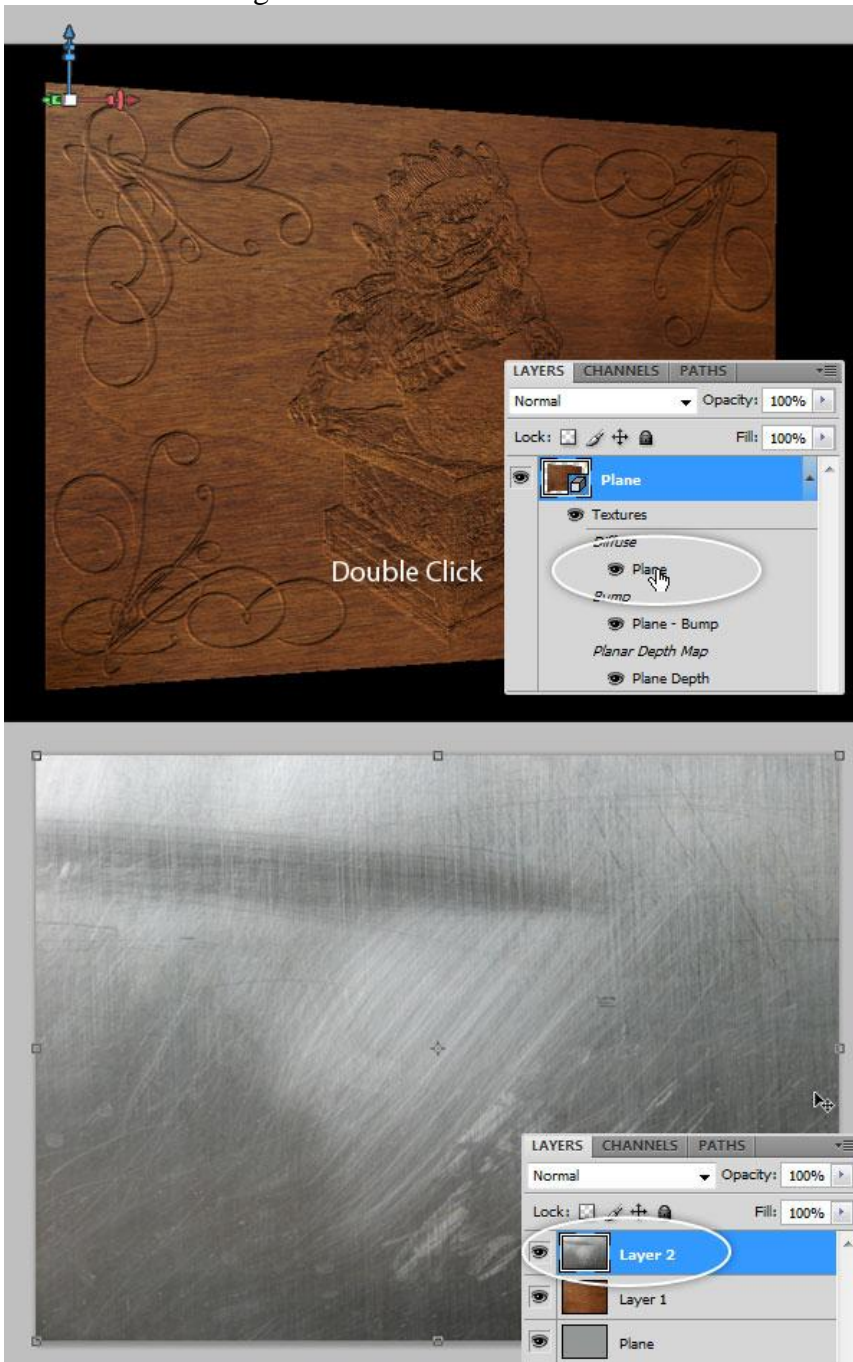 LAYERS CHANNELS PATHS
Normal Opacity: 100%
Lock: Fill: 100%
Plane
Textures
Diffuse
Plane
Double Click
Bump
Plane - Bump
Planar Depth Map
Plane Depth
LAYERS CHANNELS PATHS
Normal Opacity: 100%
Lock: Fill: 100%
Layer 2
Layer 1
Plane